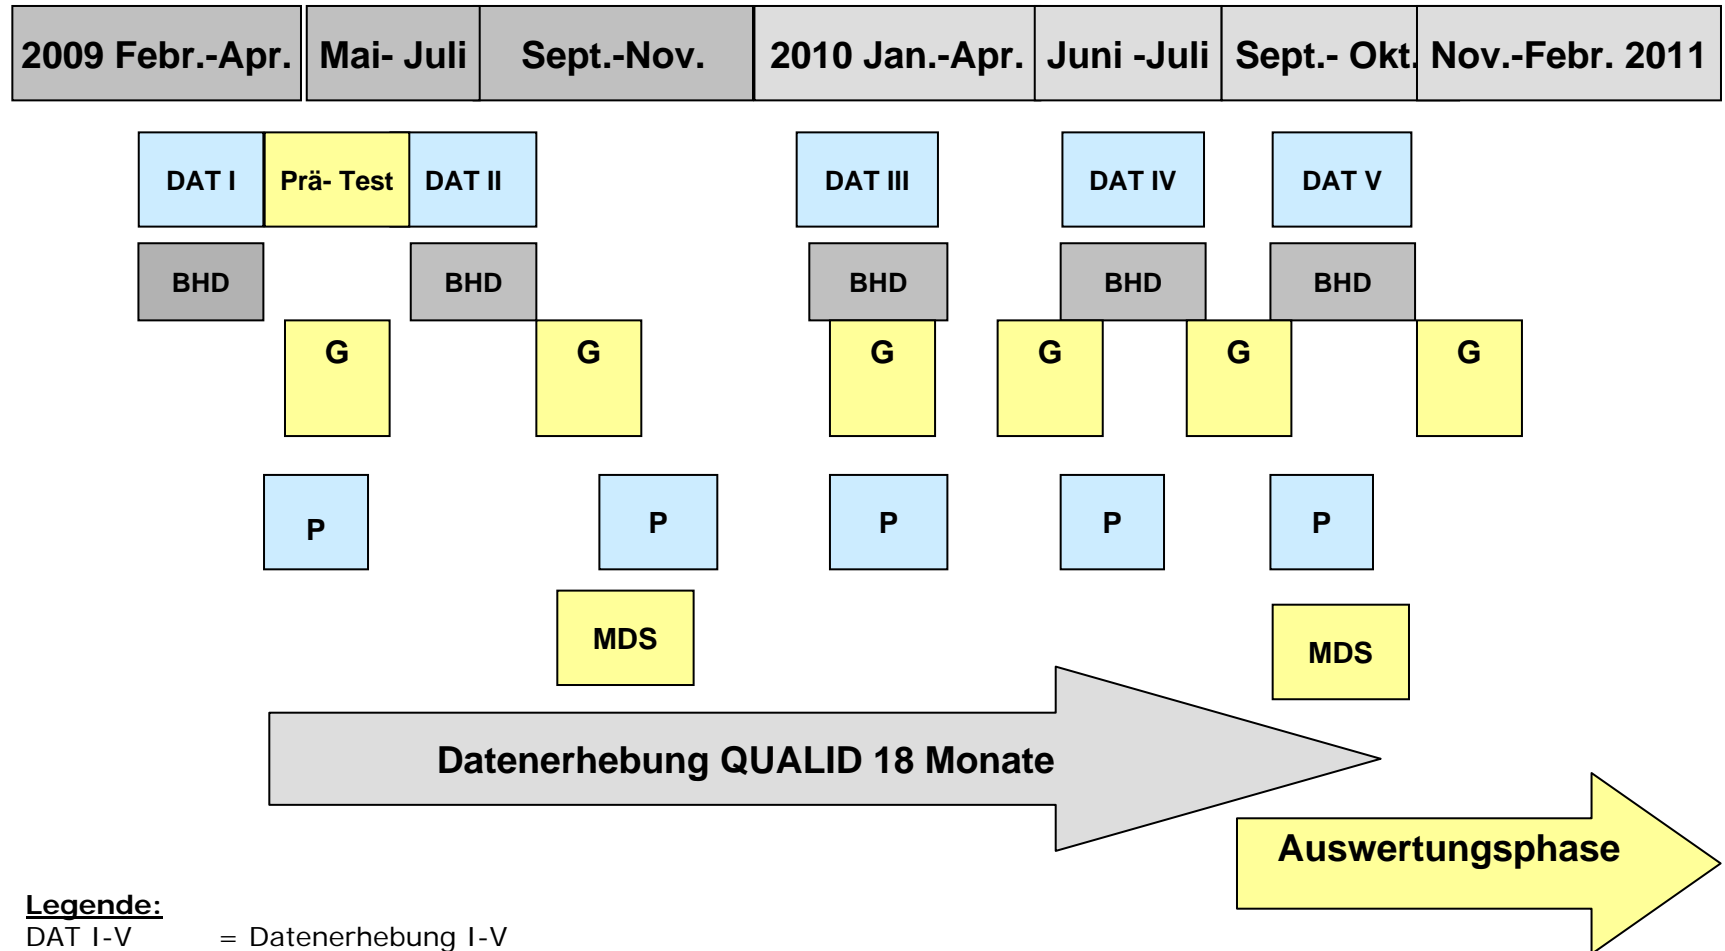 2009 Febr.-Apr. Mai- Juli Sept.-Nov. 2010 Jan.-Apr. Juni -Juli Sept.- Okt. Nov.-Febr. 2011
DAT I Prä- Test DAT II DAT III DAT IV DAT V
BHD BHD BHD BHD BHD
G G G G G G
P P P P P
MDS MDS
Datenerhebung QUALID 18 Monate
Auswertungsphase
Legende:
DAT I-V = Datenerhebung I-V